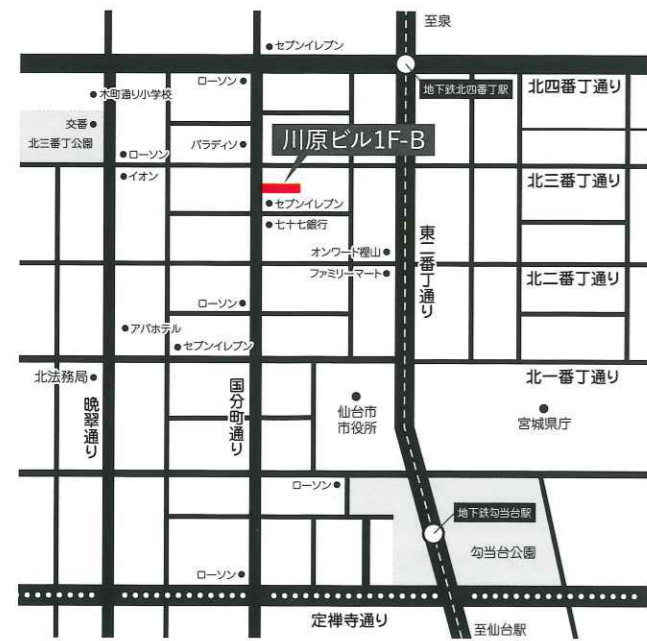 至泉
セブンイレブン
ローソン
地下鉄北四番丁駅
北四番丁通り
木町通り小学校
交番
北三番丁公園
パラディソ
川原ビル1F-B
ローソン
イオン
北三番丁通り
セブンイレブン
七十七銀行
東二番丁通り
オンワード樫山
ファミリーマート
北二番丁通り
ローソン
アパホテル
セブンイレブン
北法務局
北一番丁通り
晩翠通り
国分町通り
仙台市
市役所
宮城県庁
ローソン
地下鉄勾当台駅
勾当台公園
ローソン
定禅寺通り
至仙台駅